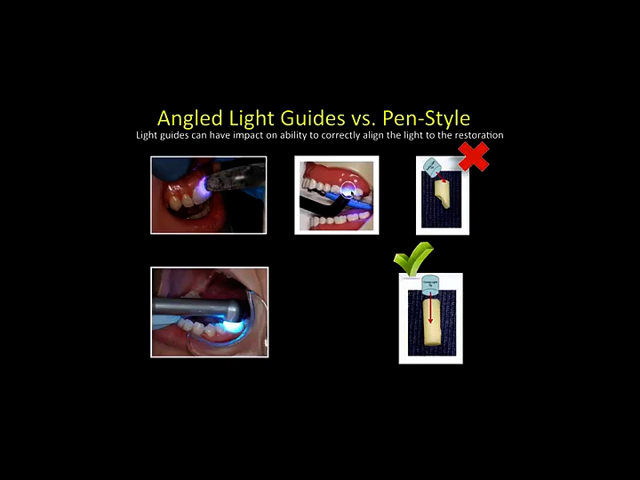 Angled Light Guides vs. Pen-Style
Light guides can have impact on ability to correctly align the light to the restoration